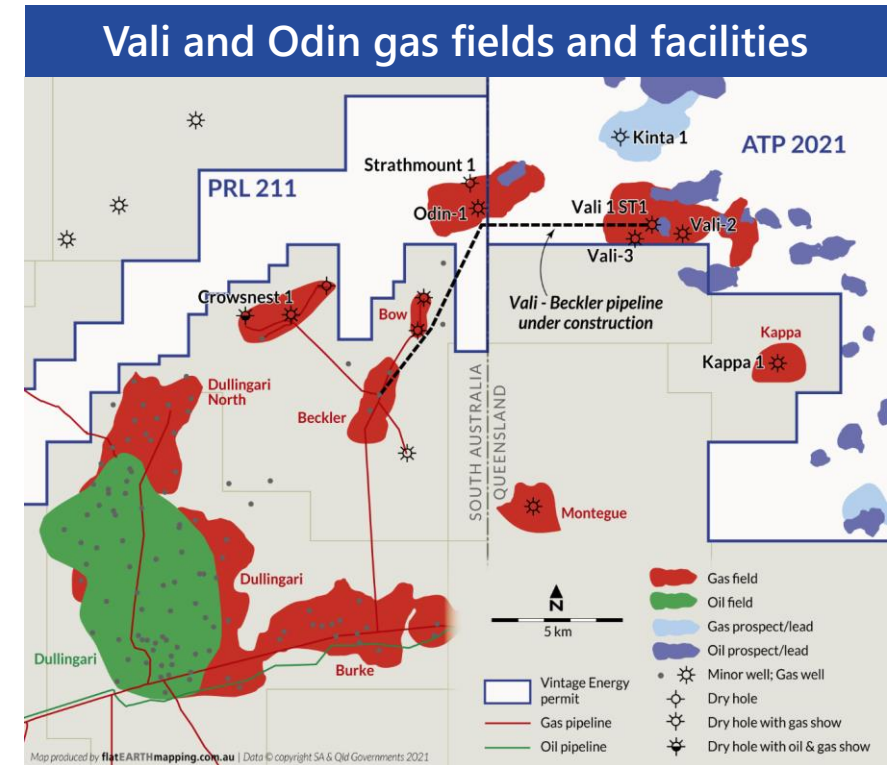 Vali and Odin gas fields and facilities
Kinta 1
ATP 2021
Strathmount 1
PRL 211
Odin-1
Vali 1 ST1
Vali-2
Vali-3
Crowsnest 1
Bow
Vali - Beckler pipeline
under construction
Kappa
Kappa 1
Dullingari
North
Beckler
SOUTH AUSTRALIA
QUEENSLAND
Montegue
Dullingari
Dullingari
Burke
N
5 km
Gas field
Oil field
Gas prospect/lead
Oil prospect/lead
Minor well; Gas well
Dry hole
Dry hole with gas show
Dry hole with oil & gas show
Vintage Energy
permit
Gas pipeline
Oil pipeline
Map produced by flatEARTHmapping.com.au | Data © copyright SA & Qld Governments 2021